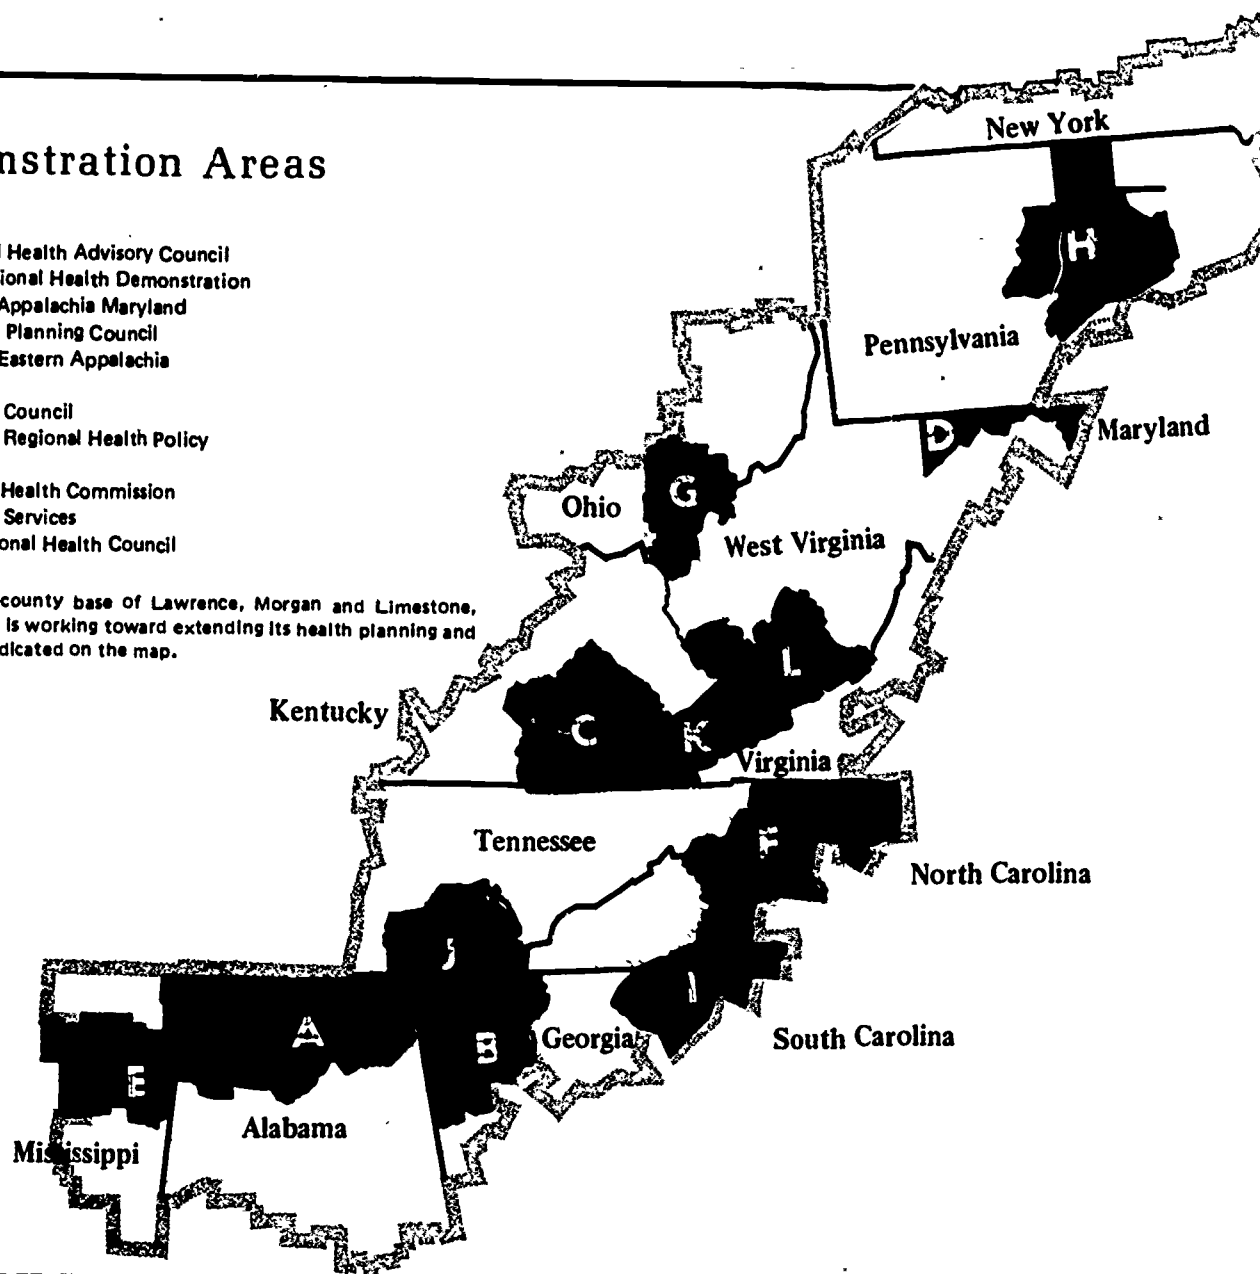 nstration Areas
Health Advisory Council
ional Health Demonstration
Appalachia Maryland
Planning Council
Eastern Appalachia
Council
Regional Health Policy
Health Commission
Services
onal Health Council
county base of Lawrence, Morgan and Limestone,
is working toward extending its health planning and
dicated on the map.
New York
H
Pennsylvania
D
Maryland
G
Ohio
West Virginia
L
Kentucky
C
K
Virginia
Tennessee
F
North Carolina
J
I
A
B
Georgia
South Carolina
E
Alabama
Mississippi